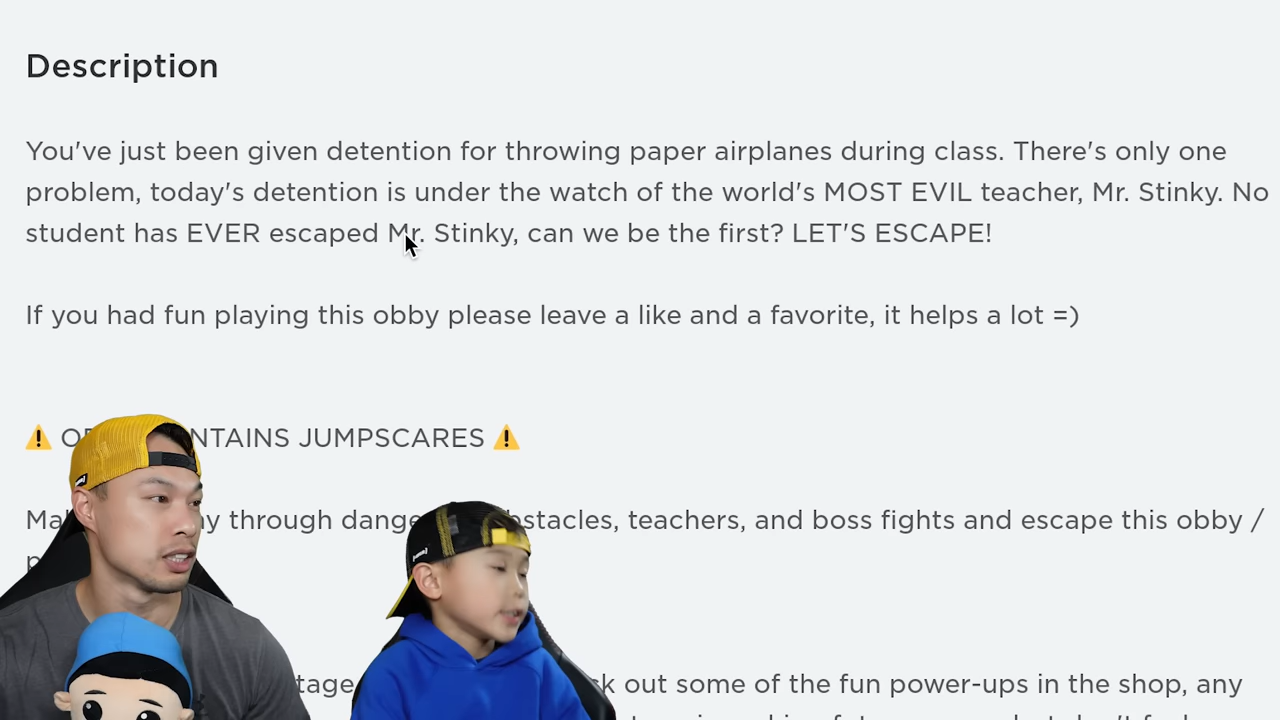 Description
You've just been given detention for throwing paper airplanes during class. There's only one
problem, today's detention is under the watch of the world's MOST EVIL teacher, Mr. Stinky. No
student has EVER escaped Mr. Stinky, can we be the first? LET'S ESCAPE!
If you had fun playing this obby please leave a like and a favorite, it helps a lot =)
⚠️ JUMPSCARES ⚠️
through obstacles, teachers, and boss fights and escape this obby /
out some of the fun power-ups in the shop, any